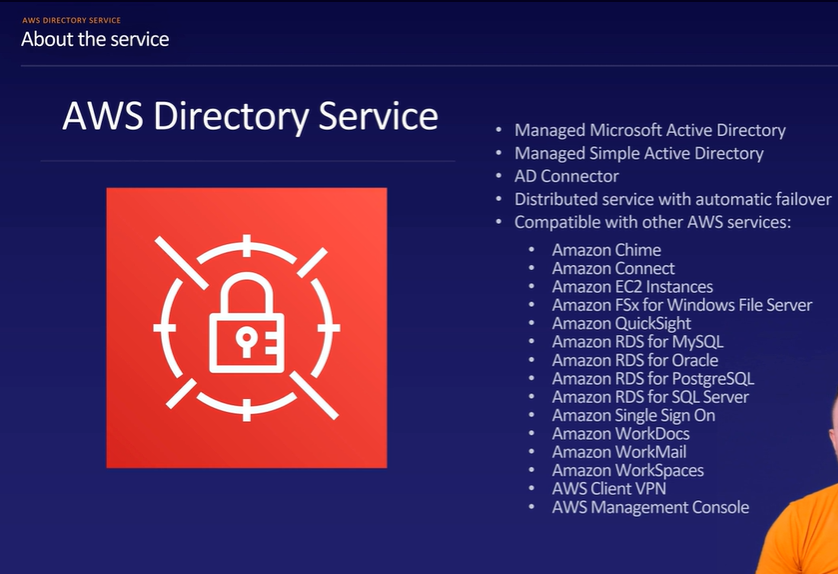 AWS DIRECTORY SERVICE
About the service
AWS Directory Service
• Managed Microsoft Active Directory
• Managed Simple Active Directory
• AD Connector
• Distributed service with automatic failover
• Compatible with other AWS services:
• Amazon Chime
• Amazon Connect
• Amazon EC2 Instances
• Amazon FSx for Windows File Server
• Amazon QuickSight
• Amazon RDS for MySQL
• Amazon RDS for Oracle
• Amazon RDS for PostgreSQL
• Amazon RDS for SQL Server
• Amazon Single Sign On
• Amazon WorkDocs
• Amazon WorkMail
• Amazon WorkSpaces
• AWS Client VPN
• AWS Management Console